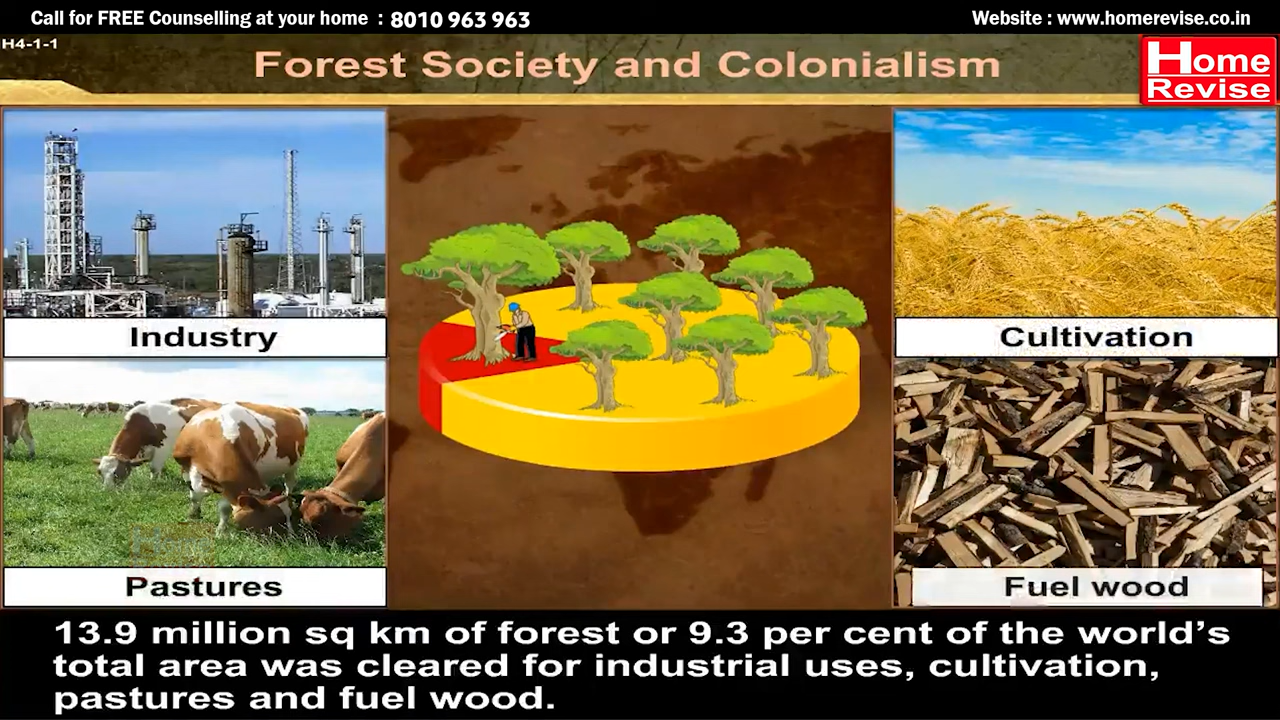 Call for FREE Counselling at your home : 8010 963 963
Website : www.homerevise.co.in
H4-1-1
Forest Society and Colonialism
Home
Revise
Industry
Cultivation
Pastures
Fuel wood
13.9 million sq km of forest or 9.3 per cent of the world's
total area was cleared for industrial uses, cultivation,
pastures and fuel wood.